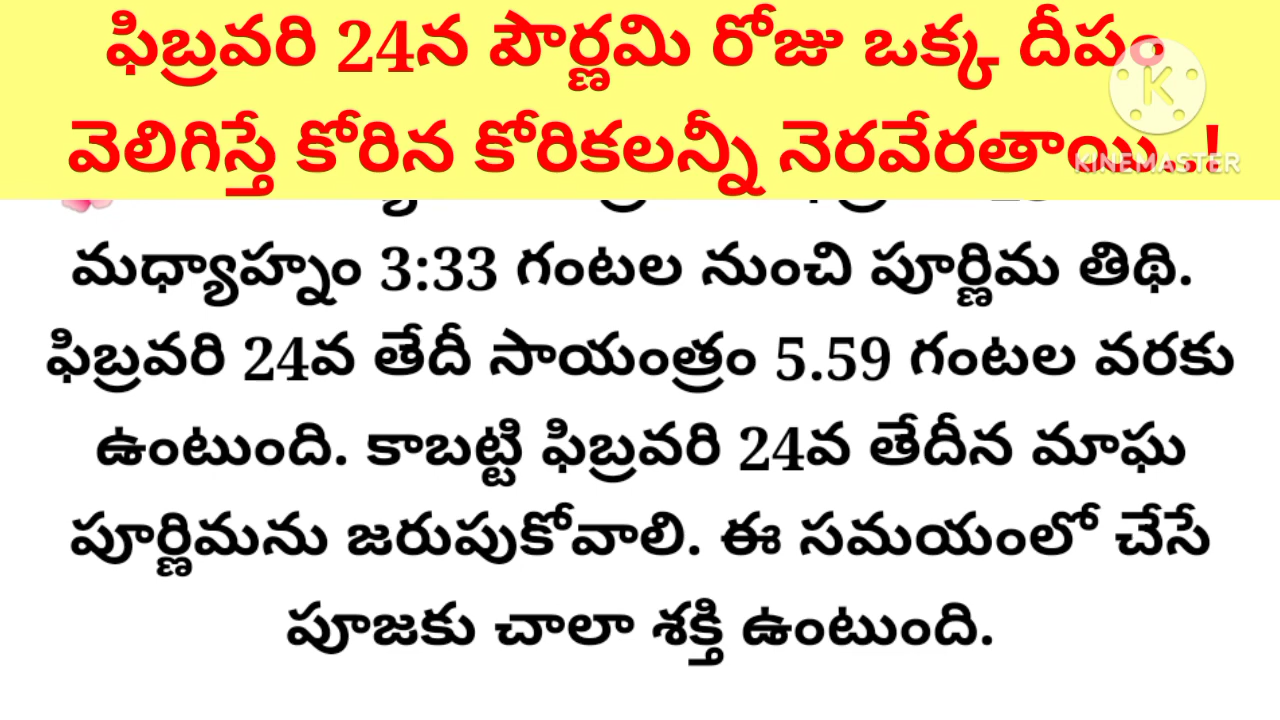 ఫిబ్రవరి 24న పౌర్ణమి రోజు ఒక్క దీపం
వెలిగిస్తే కోరిన కోరికలన్నీ నెరవేరతాయి..!
KINEMASTER
మధ్యాహ్నం 3:33 గంటల నుంచి పూర్ణిమ తిథి.
ఫిబ్రవరి 24వ తేదీ సాయంత్రం 5.59 గంటల వరకు
ఉంటుంది. కాబట్టి ఫిబ్రవరి 24వ తేదీన మాఘ
పూర్ణిమను జరుపుకోవాలి. ఈ సమయంలో చేసే
పూజకు చాలా శక్తి ఉంటుంది.